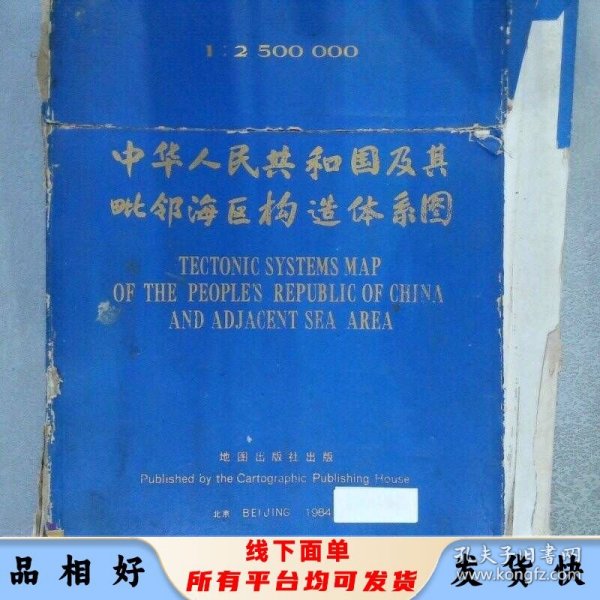 1:2 500 000
中华人民共和国及其
毗邻海区构造体系图
TECTONIC SYSTEMS MAP
OF THE PEOPLE'S REPUBLIC OF CHINA
AND ADJACENT SEA AREA
地图出版社出版
Published by the Cartographic Publishing House
北京 BEIJING 1984
品相好
线下面单
所有平台均可发货
发货快
孔夫子旧书网
www.kongfz.com